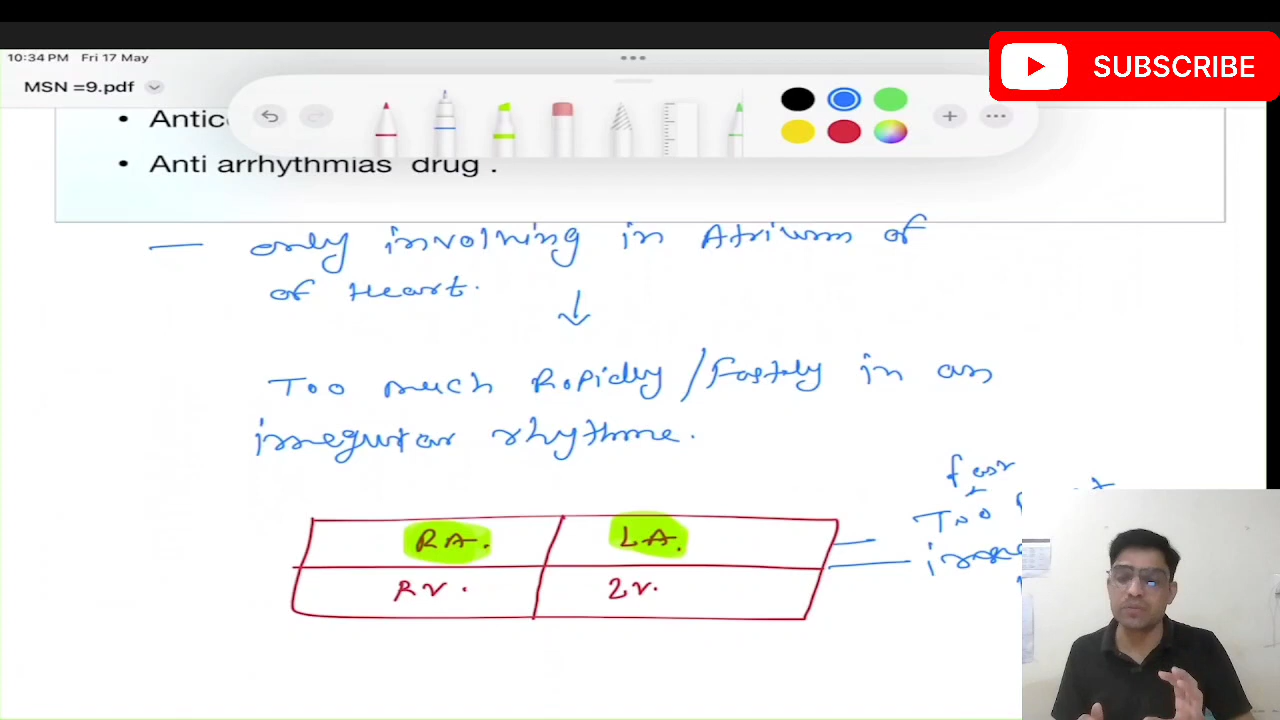 10:34 PM Fri 17 May
SUBSCRIBE
MSN =9.pdf
• Antico
• Anti arrhythmias drug .
— only involving in Atrium of
of Heart.
↓
Too much Rapidly / Fastly in an
irregular rhythme.
fast
Too
RA. LA.
RV. LV.